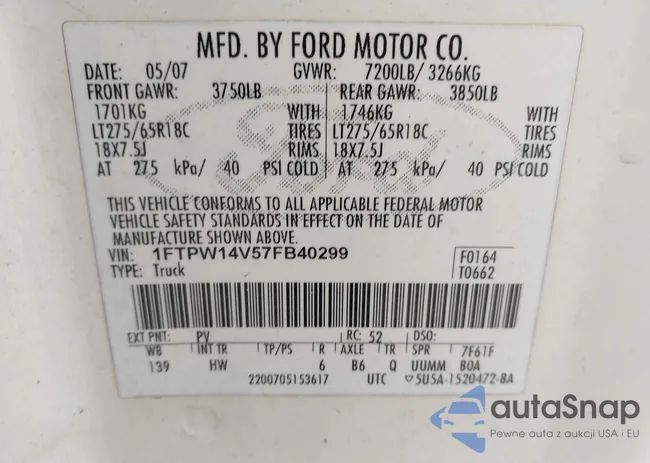 MFD. BY FORD MOTOR CO.
DATE: 05/07 GVWR: 7200LB/ 3266KG
FRONT GAWR: 3750LB REAR GAWR: 3850LB
1701KG WITH 1746KG WITH
LT275/65R18C TIRES LT275/65R18C TIRES
18X7.5J RIMS 18X7.5J RIMS
AT 275 kPa/ 40 PSI COLD AT 275 kPa/ 40 PSI COLD
Ford
THIS VEHICLE CONFORMS TO ALL APPLICABLE FEDERAL MOTOR
VEHICLE SAFETY STANDARDS IN EFFECT ON THE DATE OF
MANUFACTURE SHOWN ABOVE.
VIN: 1FTPW14V57FB40299 F0164
TYPE: Truck T0662
EXT PNT: PV RC: 52 DSO:
WB INT TR TP/PS R AXLE TR SPR 7F61F
139 HW 6 B6 Q UUMM BOA
2200705153617 UTC 5U5A-1520472-BA
autaSnap
Pewne auta z aukcji USA i EU